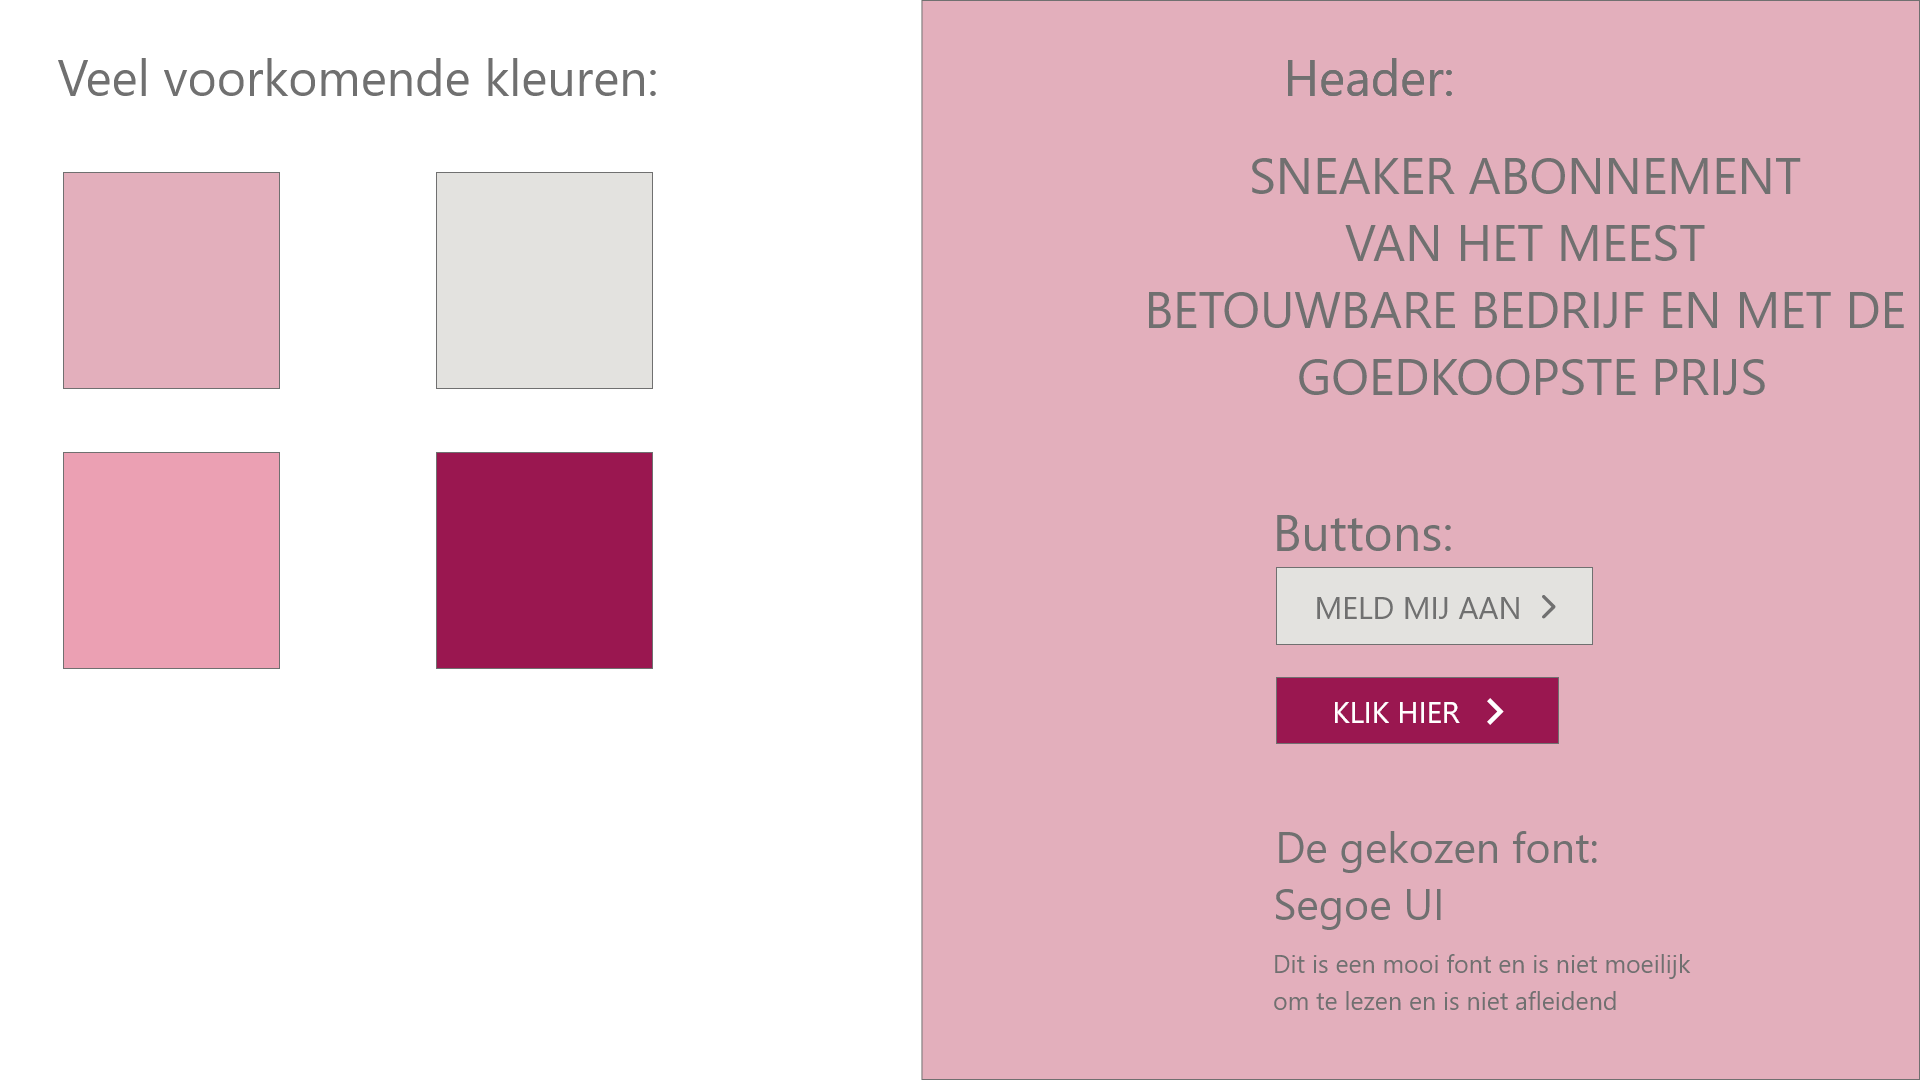 Veel voorkomende kleuren:
Header:
SNEAKER ABONNEMENT
VAN HET MEEST
BETOUWBARE BEDRIJF EN MET DE
GOEDKOOPSTE PRIJS
Buttons:
MELD MIJ AAN
KLIK HIER
De gekozen font:
Segoe UI
Dit is een mooi font en is niet moeilijk
om te lezen en is niet afleidend